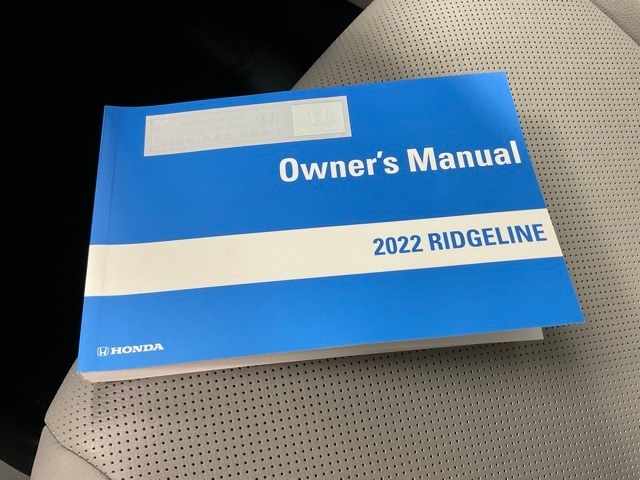 Owner's Manual
2022 RIDGELINE
HONDA